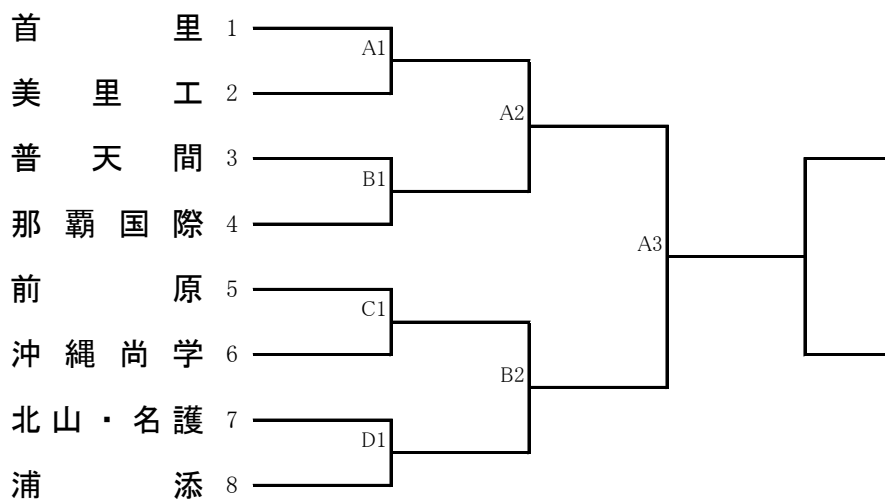 首里 1
A1
美里工 2
A2
普天間 3
B1
那覇国際 4
A3
前原 5
C1
沖縄尚学 6
B2
北山・名護 7
D1
浦添 8